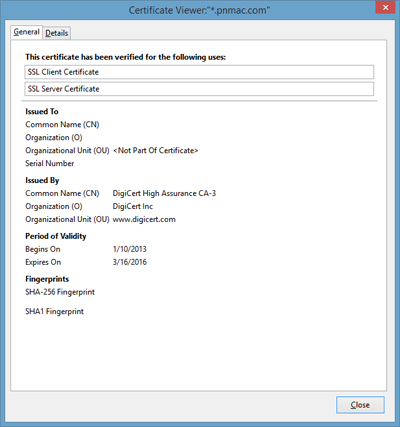 Certificate Viewer:"*.pnmac.com"
General Details
This certificate has been verified for the following uses:
SSL Client Certificate
SSL Server Certificate
Issued To
Common Name (CN)
Organization (O)
Organizational Unit (OU) <Not Part Of Certificate>
Serial Number
Issued By
Common Name (CN) DigiCert High Assurance CA-3
Organization (O) DigiCert Inc
Organizational Unit (OU) www.digicert.com
Period of Validity
Begins On 1/10/2013
Expires On 3/16/2016
Fingerprints
SHA-256 Fingerprint
SHA1 Fingerprint
Close